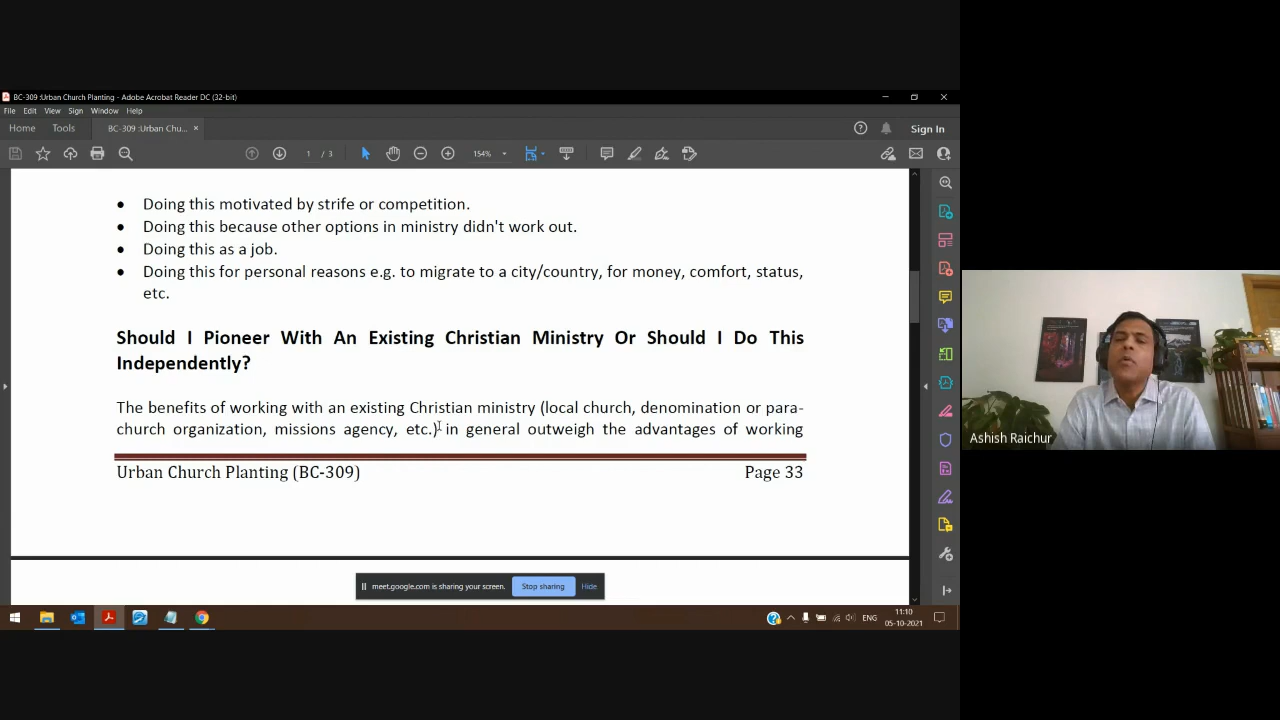 BC-309 :Urban Church Planting - Adobe Acrobat Reader DC (32-bit)
File Edit View Sign Window Help
Home Tools BC-309 :Urban Chu... × Sign In
1 / 3 154%
• Doing this motivated by strife or competition.
• Doing this because other options in ministry didn't work out.
• Doing this as a job.
• Doing this for personal reasons e.g. to migrate to a city/country, for money, comfort, status,
etc.
Should I Pioneer With An Existing Christian Ministry Or Should I Do This
Independently?
The benefits of working with an existing Christian ministry (local church, denomination or para-
church organization, missions agency, etc.) in general outweigh the advantages of working
Urban Church Planting (BC-309) Page 33
meet.google.com is sharing your screen. Stop sharing Hide
ENG 11:10
05-10-2021
Ashish Raichur